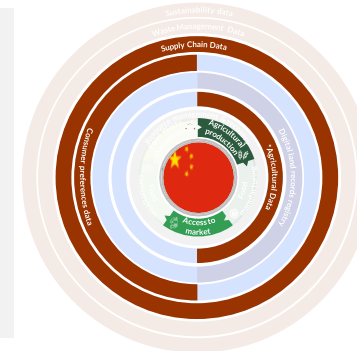 Sustainability data
Water Management Data
Supply Chain Data
Consumer preferences data
Digital land records registry
*Agricultural Data
Agricultural
production
Access to
market